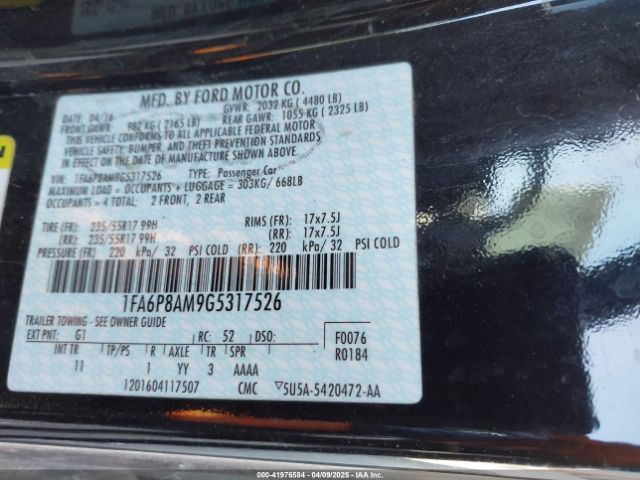 MFD. BY FORD MOTOR CO.
DATE: 04/16 GVWR: 2032 KG ( 4480 LB)
FRONT GAWR: 982 KG ( 2165 LB) REAR GAWR: 1055 KG ( 2325 LB)
THIS VEHICLE CONFORMS TO ALL APPLICABLE FEDERAL MOTOR
VEHICLE SAFETY, BUMPER, AND THEFT PREVENTION STANDARDS
IN EFFECT ON THE DATE OF MANUFACTURE SHOWN ABOVE.
VIN: 1FA6P8AM9G5317526 TYPE: Passenger Car
MAXIMUM LOAD = OCCUPANTS + LUGGAGE = 303KG/ 668LB
OCCUPANTS = 4 TOTAL, 2 FRONT, 2 REAR
TIRE (FR): 235/55R17 99H RIMS (FR): 17x7.5J
(RR): 235/55R17 99H (RR): 17x7.5J
PRESSURE (FR): 220 kPa/ 32 PSI COLD (RR): 220 kPa/ 32 PSI COLD
1FA6P8AM9G5317526
TRAILER TOWING - SEE OWNER GUIDE
EXT PNT: G1 RC: 52 DSO: F0076
INT TR TP/PS R AXLE TR SPR R0184
11 1 YY 3 AAAA
1201604117507 CMC 5U5A-5420472-AA
000-41976584 | 04/09/2025 | IAA Inc.